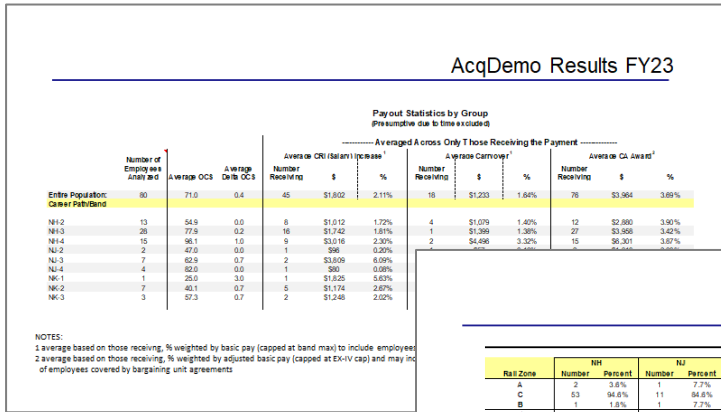 AcqDemo Results FY23
Payout Statistics by Group
(Presumptive due to time excluded)
------------ Averaged Across Only Those Receiving the Payment -------------
Average CRI (Salary) Increase 1 Average Carryover 1 Average CA Award 2
Number of Employees Analyzed Average OCS Average Delta OCS Number Receiving $ % Number Receiving $ % Number Receiving $ %
Entire Population: 80 71.0 0.4 45 $1,802 2.11% 18 $1,233 1.64% 76 $3,964 3.69%
Career Path/Band
NH-2 13 54.9 0.0 8 $1,012 1.72% 4 $1,079 1.40% 12 $2,880 3.90%
NH-3 28 77.9 0.2 16 $1,742 1.81% 1 $1,399 1.38% 27 $3,958 3.42%
NH-4 15 96.1 1.0 9 $3,016 2.30% 2 $4,496 3.32% 15 $6,301 3.87%
NJ-2 2 47.0 0.0 1 $96 0.20%
NJ-3 7 62.9 0.7 2 $3,809 6.09%
NJ-4 4 82.0 0.0 1 $80 0.08%
NK-1 1 25.0 3.0 1 $1,825 5.63%
NK-2 7 40.1 0.7 5 $1,174 2.67%
NK-3 3 57.3 0.7 2 $1,248 2.02%
NOTES:
1 average based on those receivng, % weighted by basic pay (capped at band max) to include employees
2 average based on those receivng, % weighted by adjusted basic pay (capped at EX-IV cap) and may inc
of employees covered by bargaining unit agreements
NH NJ
Rail Zone Number Percent Number Percent
A 2 3.6% 1 7.7%
C 53 94.6% 11 84.6%
B 1 1.8% 1 7.7%